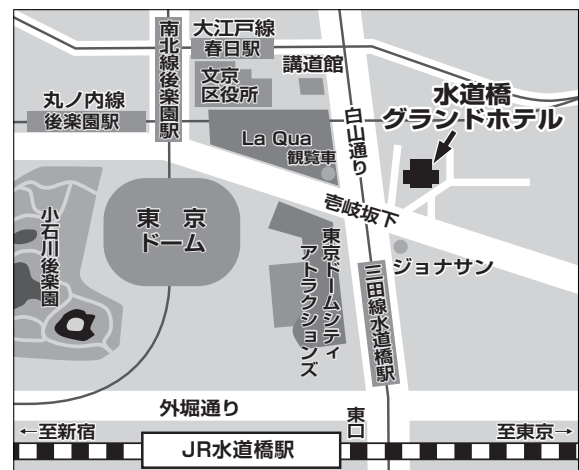 南北線後楽園駅
大江戸線
春日駅
文京
区役所
講道館
丸ノ内線
後楽園駅
水道橋
グランドホテル
La Qua
観覧車
白山通り
壱岐坂下
小石川後楽園
東京
ドーム
東京ドームシティ
アトラクションズ
ジョナサン
三田線水道橋駅
外堀通り
東口
←至新宿
至東京→
JR水道橋駅